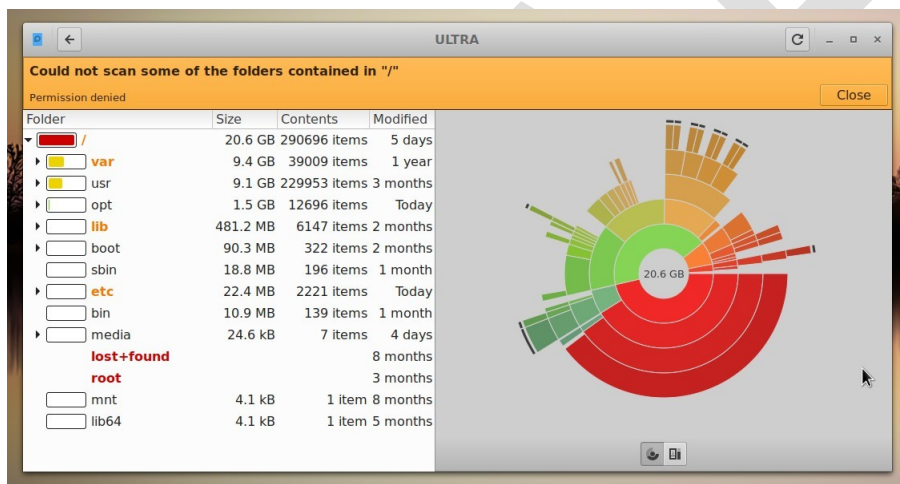 ULTRA
Could not scan some of the folders contained in "/"
Permission denied
Close
Folder Size Contents Modified
/ 20.6 GB 290696 items 5 days
var 9.4 GB 39009 items 1 year
usr 9.1 GB 229953 items 3 months
opt 1.5 GB 12696 items Today
lib 481.2 MB 6147 items 2 months
boot 90.3 MB 322 items 2 months
sbin 18.8 MB 196 items 1 month
etc 22.4 MB 2221 items Today
bin 10.9 MB 139 items 1 month
media 24.6 kB 7 items 4 days
lost+found 8 months
root 3 months
mnt 4.1 kB 1 item 8 months
lib64 4.1 kB 1 item 5 months
20.6 GB